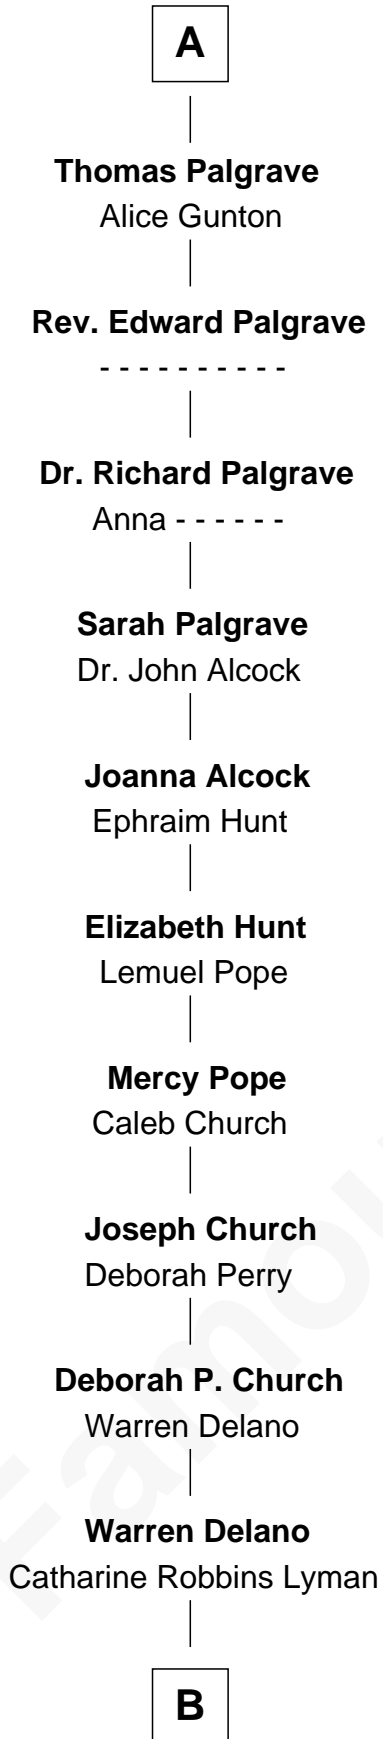 A
Thomas Palgrave
Alice Gunton
Rev. Edward Palgrave
- - - - - - - - - -
Dr. Richard Palgrave
Anna - - - - - -
Sarah Palgrave
Dr. John Alcock
Joanna Alcock
Ephraim Hunt
Elizabeth Hunt
Lemuel Pope
Mercy Pope
Caleb Church
Joseph Church
Deborah Perry
Deborah P. Church
Warren Delano
Warren Delano
Catharine Robbins Lyman
B